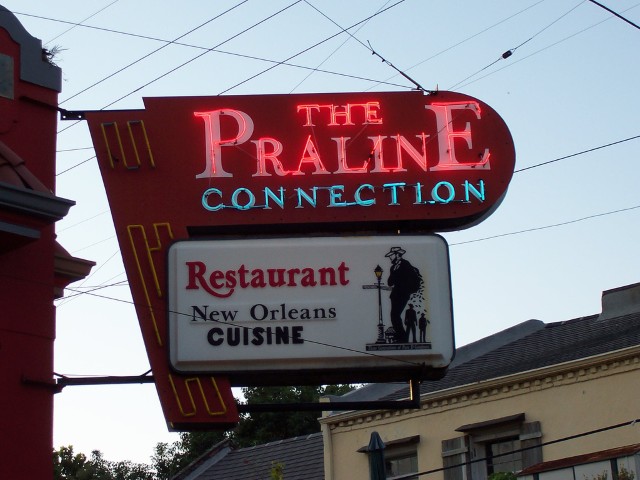 THE
PRALINE
CONNECTION
Restaurant
New Orleans
CUISINE